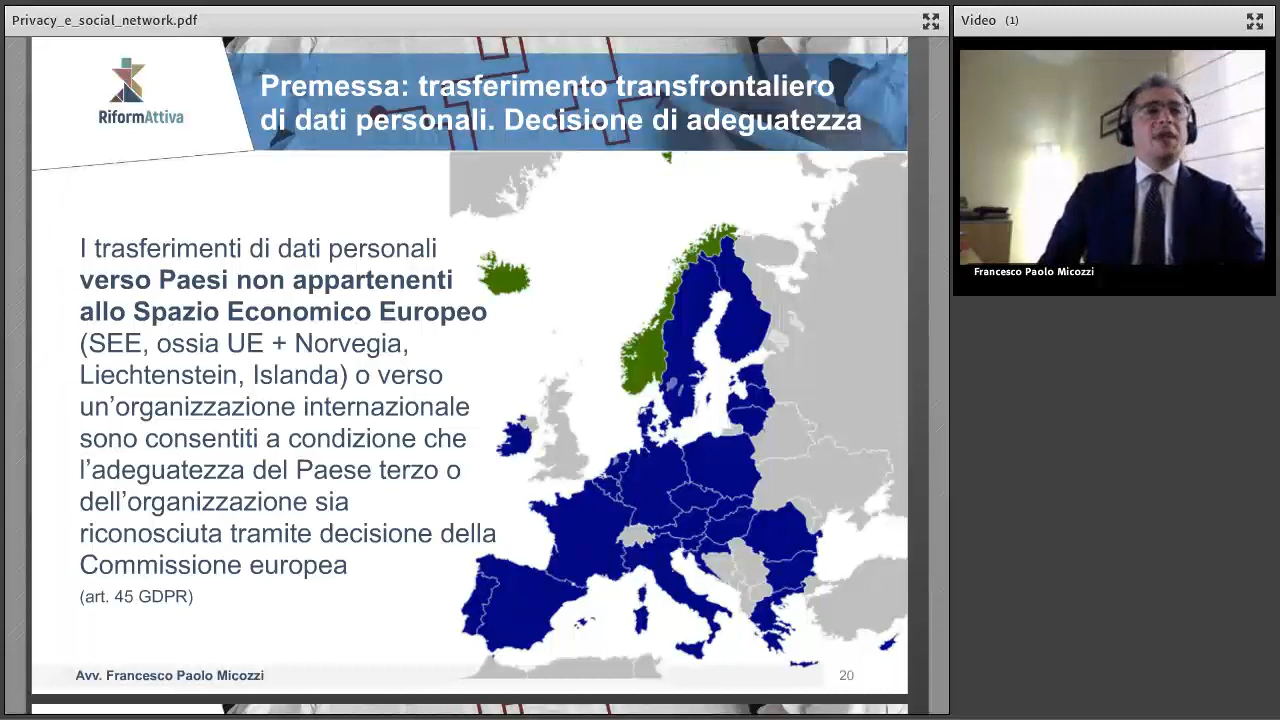 Privacy_e_social_network.pdf
Video (1)
RiformAttiva
Premessa: trasferimento transfrontaliero
di dati personali. Decisione di adeguatezza
I trasferimenti di dati personali
verso Paesi non appartenenti
allo Spazio Economico Europeo
(SEE, ossia UE + Norvegia,
Liechtenstein, Islanda) o verso
un’organizzazione internazionale
sono consentiti a condizione che
l’adeguatezza del Paese terzo o
dell’organizzazione sia
riconosciuta tramite decisione della
Commissione europea
(art. 45 GDPR)
Avv. Francesco Paolo Micozzi
20
Francesco Paolo Micozzi